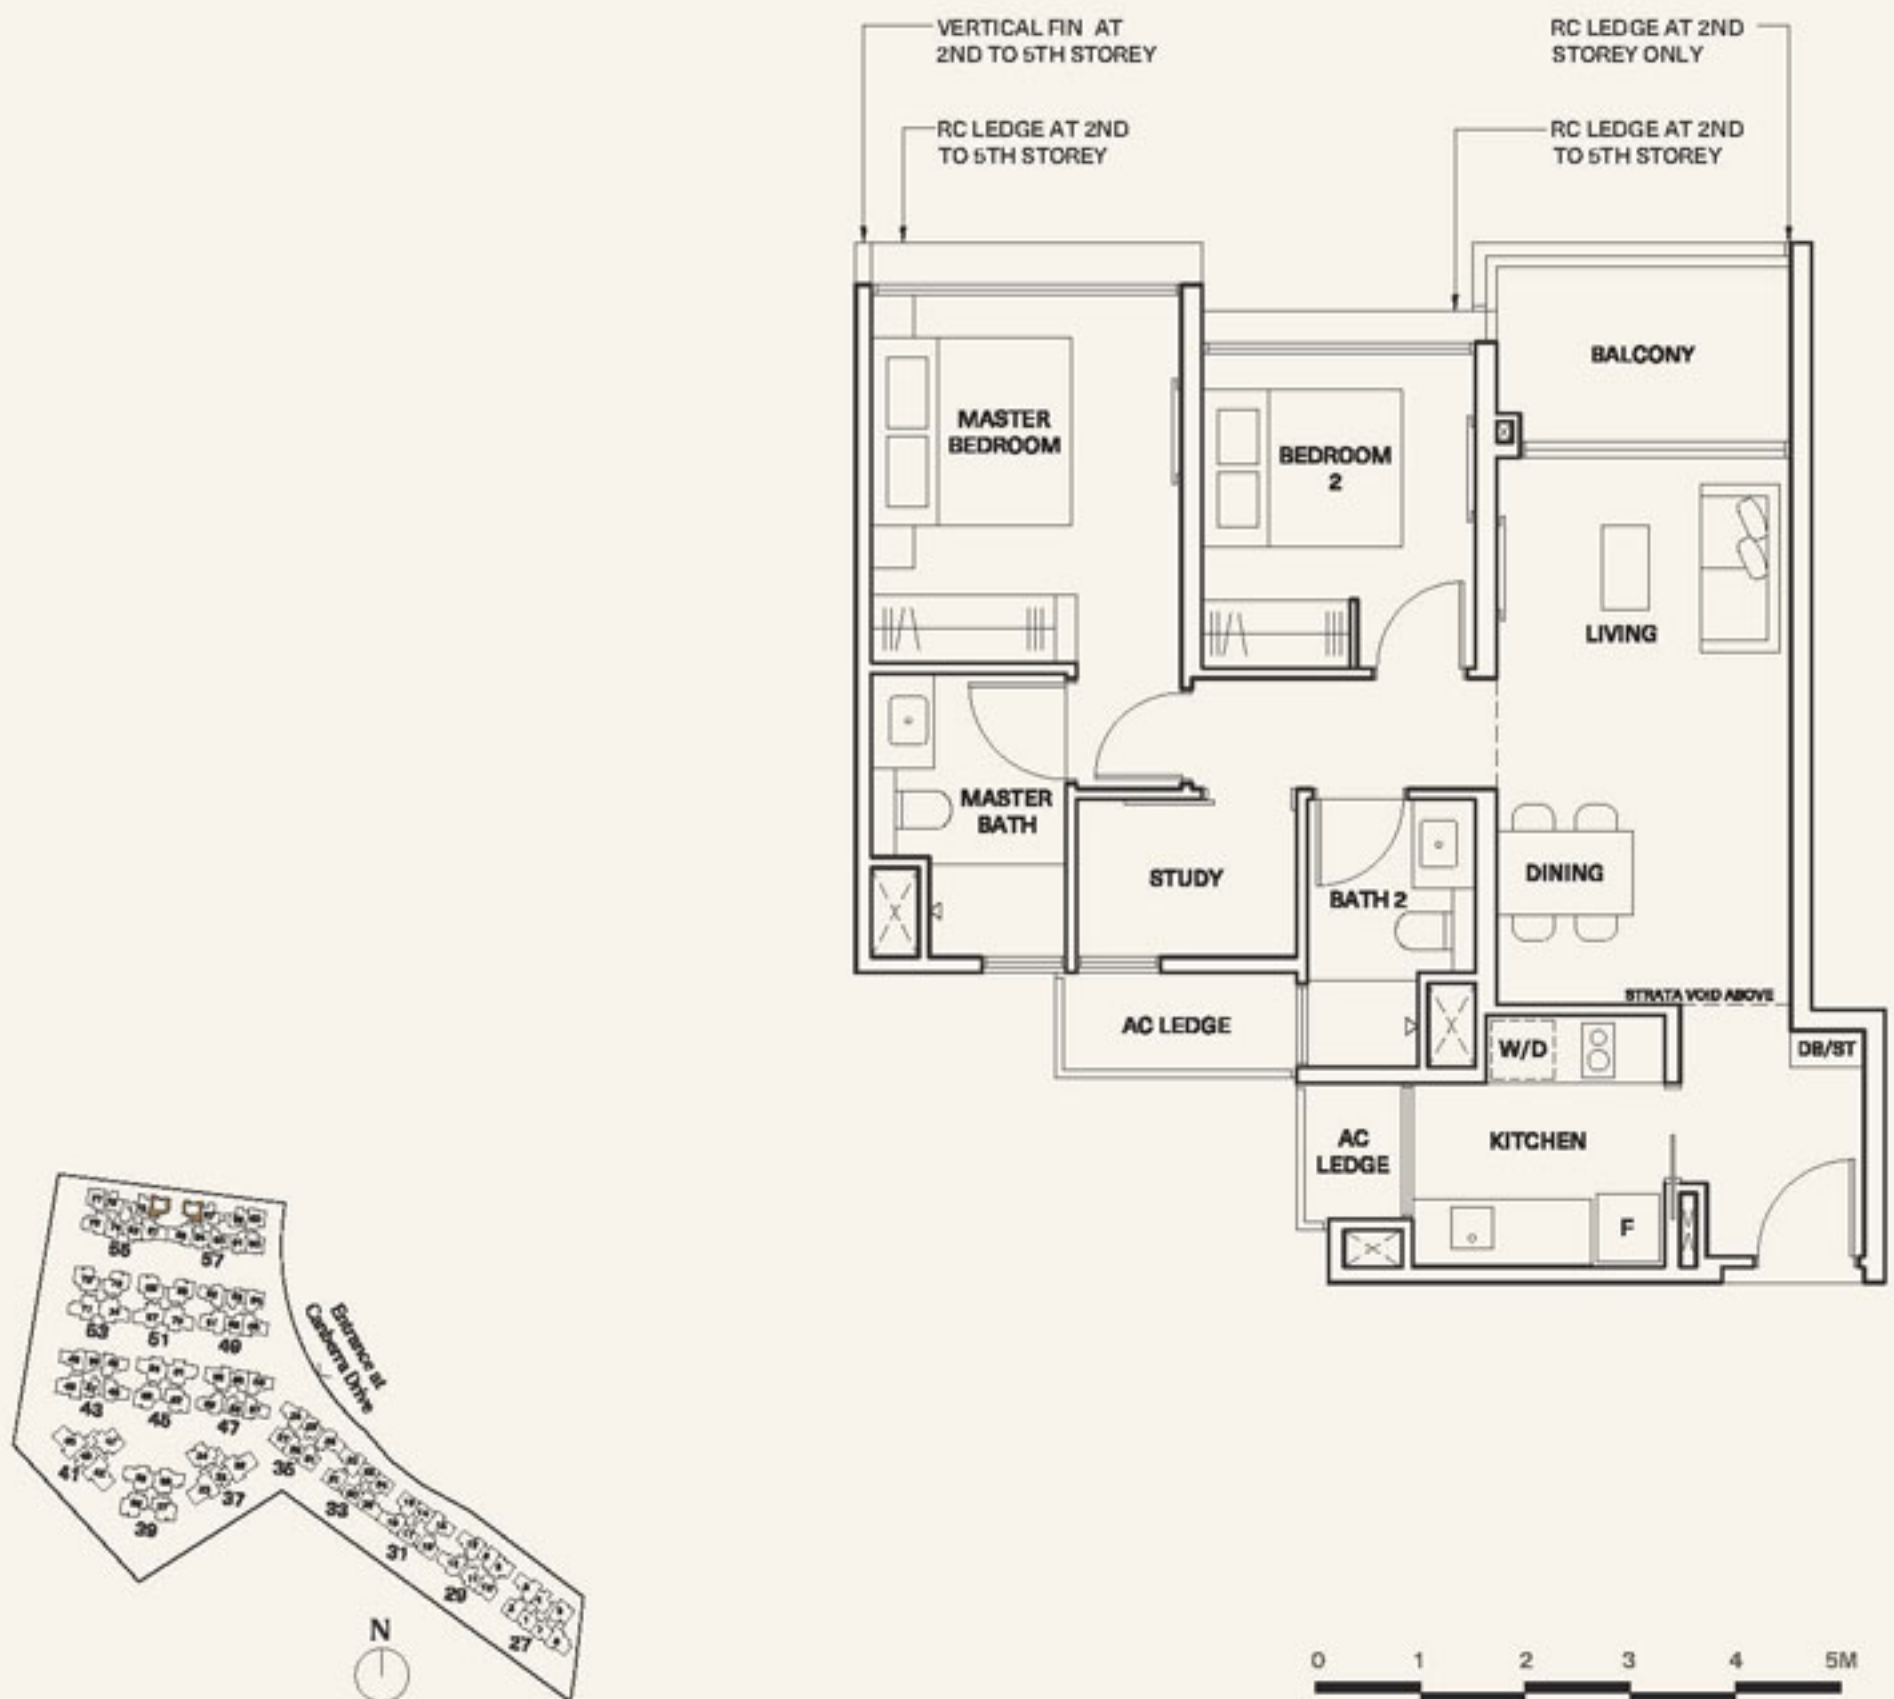 VERTICAL FIN AT
2ND TO 5TH STOREY
RC LEDGE AT 2ND
STOREY ONLY
RC LEDGE AT 2ND
TO 5TH STOREY
RC LEDGE AT 2ND
TO 5TH STOREY
BALCONY
MASTER
BEDROOM
BEDROOM
2
LIVING
MASTER
BATH
STUDY
BATH 2
DINING
STRATA VOID ABOVE
AC LEDGE
W/D
DB/ST
AC
LEDGE
KITCHEN
F
55
57
Entrance at
Canberra Drive
53
51
49
43
45
47
41
39
37
35
33
31
29
27
N
0 1 2 3 4 5M